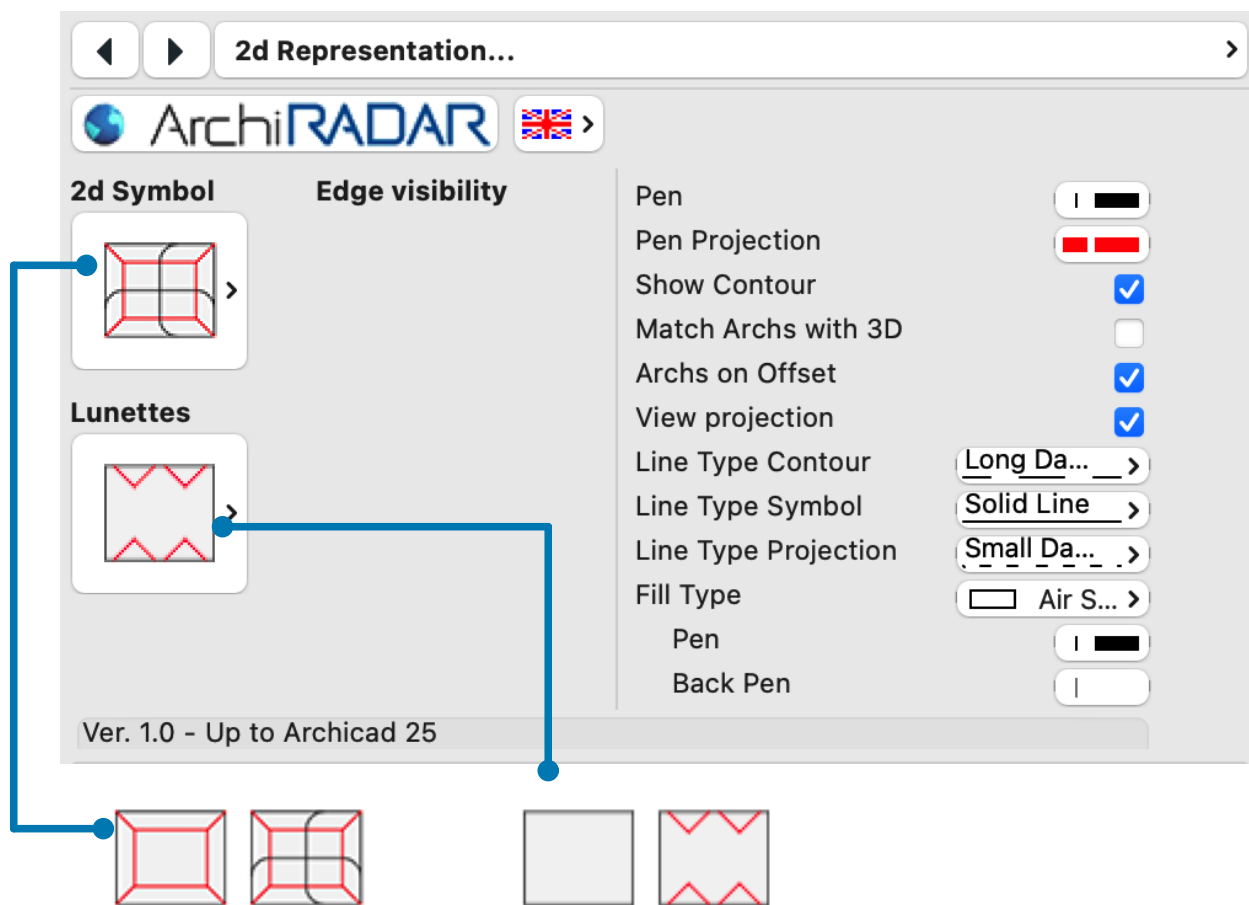 2d Representation...
ArchiRADAR
2d Symbol
Edge visibility
Lunettes
Pen
Pen Projection
Show Contour
Match Archs with 3D
Archs on Offset
View projection
Line Type Contour
Long Da...
Line Type Symbol
Solid Line
Line Type Projection
Small Da...
Fill Type
Air S...
Pen
Back Pen
Ver. 1.0 - Up to Archicad 25